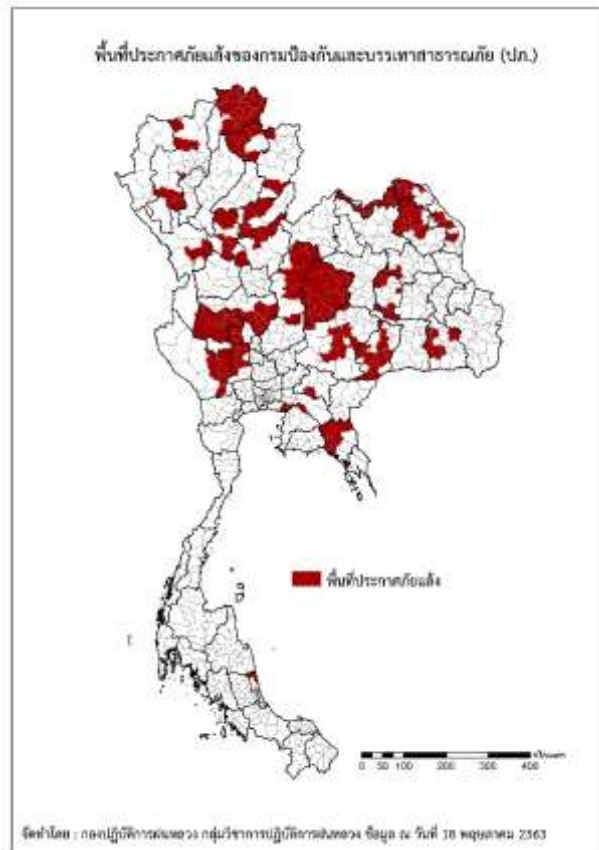 พื้นที่ประกาศภัยแล้งของกรมป้องกันและบรรเทาสาธารณภัย (ปภ.)
พื้นที่ประกาศภัยแล้ง
0 50 100 200 300 400
จัดทำโดย : กองปฏิบัติการฝนหลวง กลุ่มวิชาการปฏิบัติการฝนหลวง ข้อมูล ณ วันที่ 18 พฤษภาคม 2563